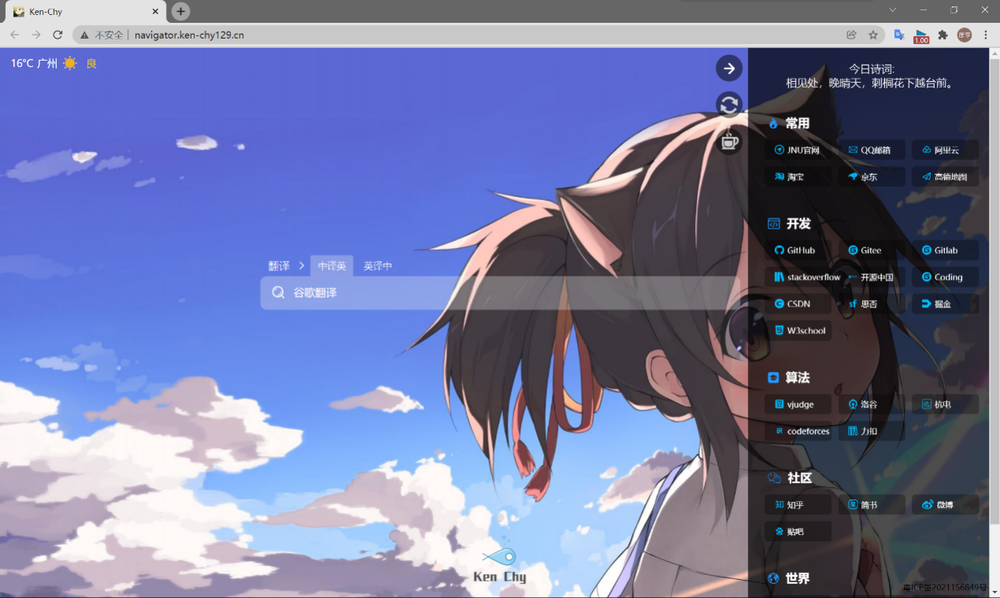 Ken-Chy
不安全 navigator.ken-chy129.cn
1.00
彦亨
16°C 广州 良
翻译 中译英 英译中
谷歌翻译
Ken Chy
今日诗词:
相见处，晚晴天，刺桐花下越台前。
常用
JNU官网 QQ邮箱 阿里云
淘 淘宝 京东 高德地图
开发
GitHub Gitee Gitlab
stackoverflow 开源中国 Coding
CSDN sf 思否 掘金
W3school
算法
vjudge 洛谷 杭电
codeforces 力扣
社区
知 知乎 简书 微博
贴吧
世界
粤ICP备2021156849号